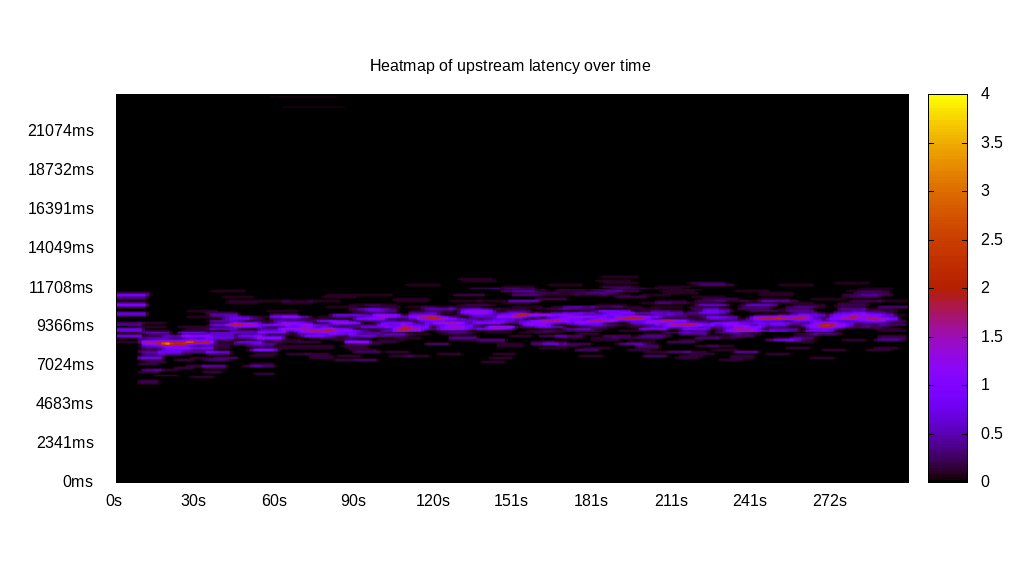 Heatmap of upstream latency over time
21074ms
18732ms
16391ms
14049ms
11708ms
9366ms
7024ms
4683ms
2341ms
0ms
0s 30s 60s 90s 120s 151s 181s 211s 241s 272s
4
3.5
3
2.5
2
1.5
1
0.5
0